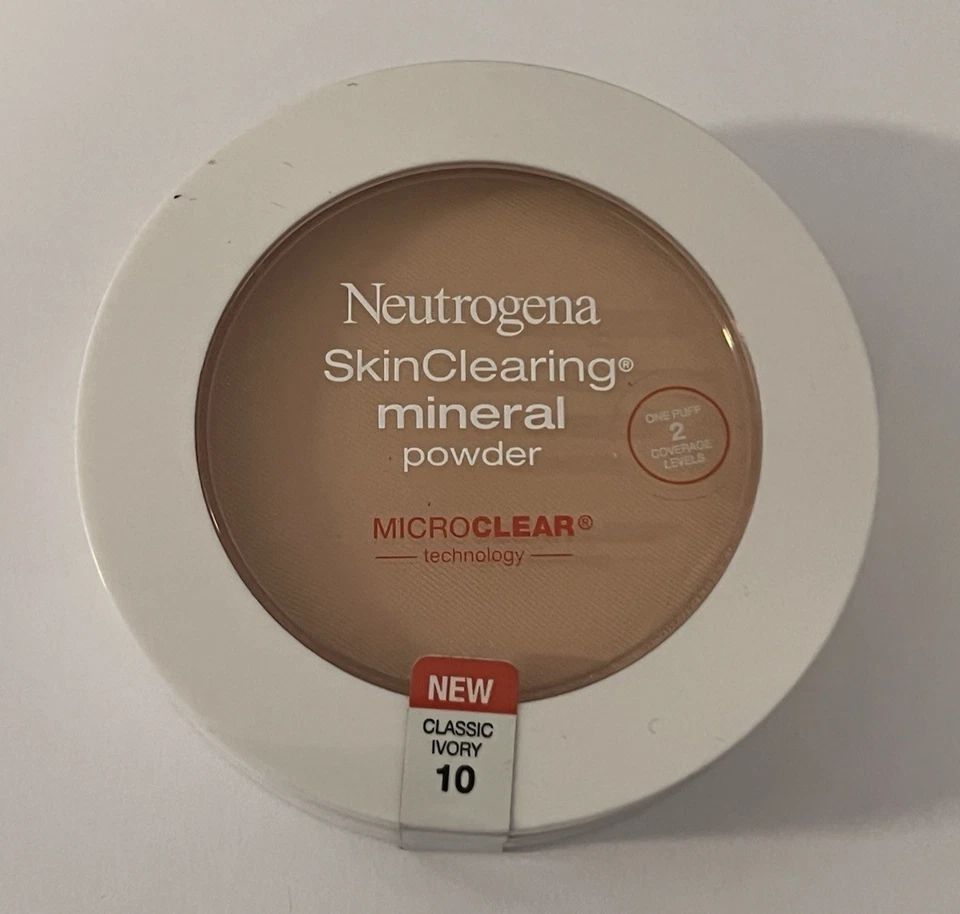 Neutrogena
SkinClearing®
mineral
powder
ONE PUFF
2
COVERAGE
LEVELS
MICROCLEAR®
technology
NEW
CLASSIC
IVORY
10